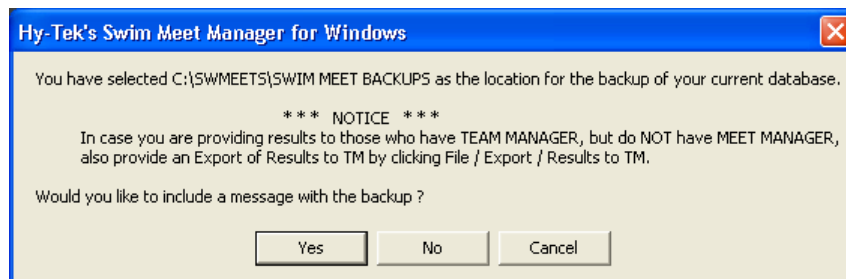 Hy-Tek's Swim Meet Manager for Windows
You have selected C:\SWMEETS\SWIM MEET BACKUPS as the location for the backup of your current database.
* * * NOTICE * * *
In case you are providing results to those who have TEAM MANAGER, but do NOT have MEET MANAGER,
also provide an Export of Results to TM by clicking File / Export / Results to TM.
Would you like to include a message with the backup ?
Yes No Cancel